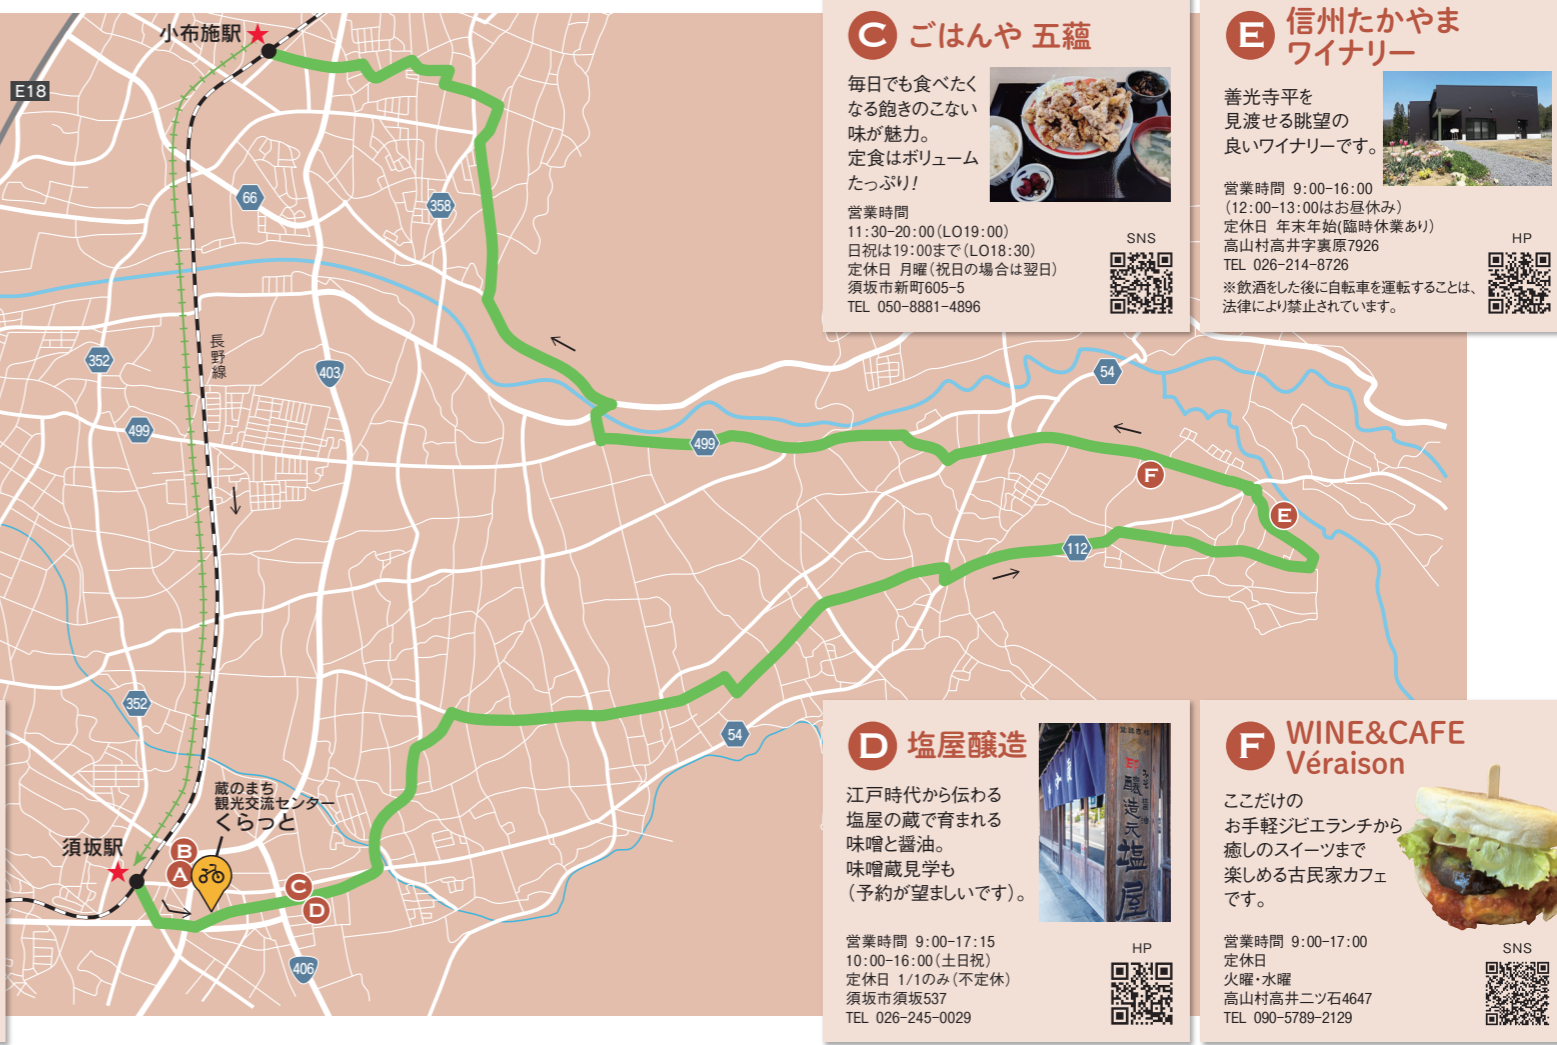 小布施駅
E18
66
358
352
長野線
403
499
499
54
F
E
112
352
54
蔵のまち
観光交流センター
くらっと
須坂駅
B
A
C
D
406
C ごはんや 五蘊
毎日でも食べたく
なる飽きのこない
味が魅力。
定食はボリューム
たっぷり!
営業時間
11:30-20:00(LO19:00)
日祝は19:00まで(LO18:30)
定休日 月曜(祝日の場合は翌日)
須坂市新町605-5
TEL 050-8881-4896
SNS
E 信州たかやま
ワイナリー
善光寺平を
見渡せる眺望の
良いワイナリーです。
営業時間 9:00-16:00
(12:00-13:00はお昼休み)
定休日 年末年始(臨時休業あり)
高山村高井字裏原7926
TEL 026-214-8726
HP
※飲酒をした後に自転車を運転することは、
法律により禁止されています。
D 塩屋醸造
江戸時代から伝わる
塩屋の蔵で育まれる
味噌と醤油。
味噌蔵見学も
(予約が望ましいです)。
醸造元 塩屋
営業時間 9:00-17:15
10:00-16:00(土日祝)
定休日 1/1のみ(不定休)
須坂市須坂537
TEL 026-245-0029
HP
F WINE&CAFE
Véraison
ここだけの
お手軽ジビエランチから
癒しのスイーツまで
楽しめる古民家カフェ
です。
営業時間 9:00-17:00
定休日
火曜・水曜
高山村高井二ツ石4647
TEL 090-5789-2129
SNS